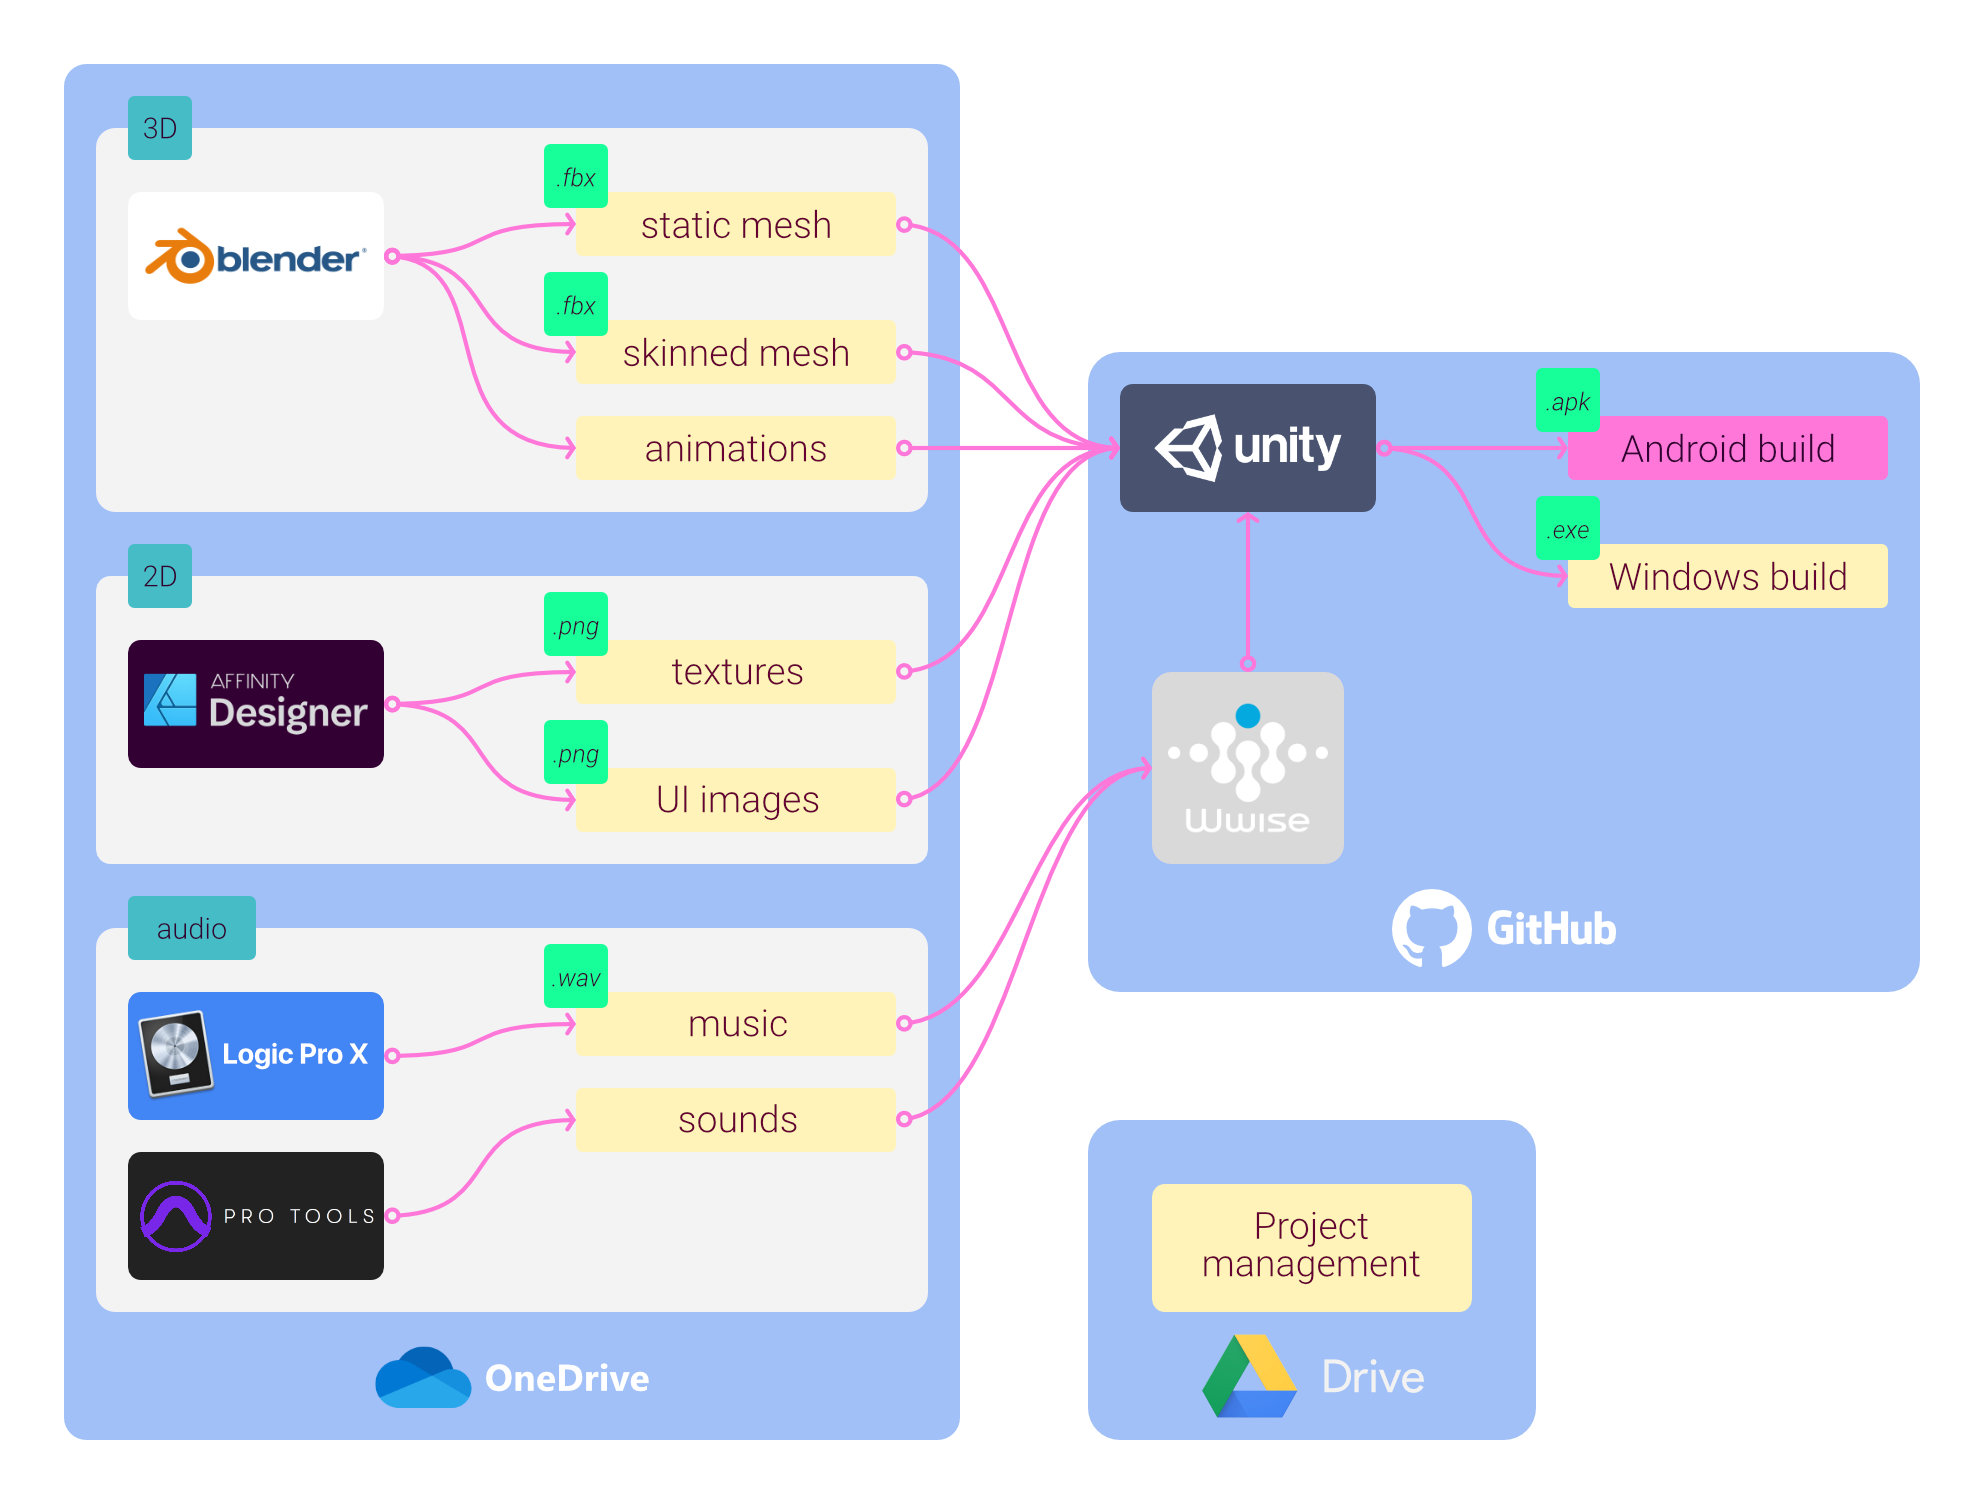 3D
blender
.fbx
static mesh
.fbx
skinned mesh
animations
2D
AFFINITY
Designer
.png
textures
.png
UI images
audio
Logic Pro X
.wav
music
sounds
PRO TOOLS
OneDrive
unity
.apk
Android build
.exe
Windows build
Wwise
GitHub
Project
management
Drive